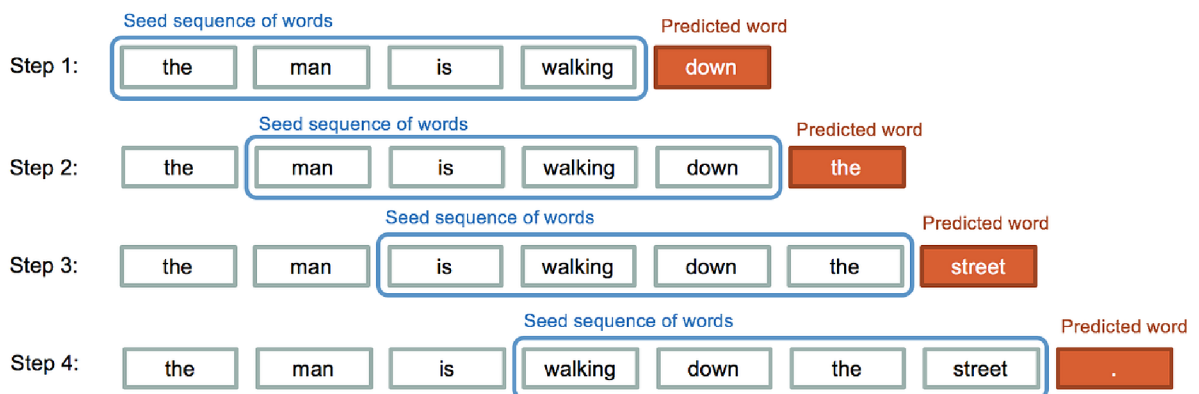 Seed sequence of words
Predicted word
Step 1: the man is walking down
Seed sequence of words
Predicted word
Step 2: the man is walking down the
Seed sequence of words
Predicted word
Step 3: the man is walking down the street
Seed sequence of words
Predicted word
Step 4: the man is walking down the street .